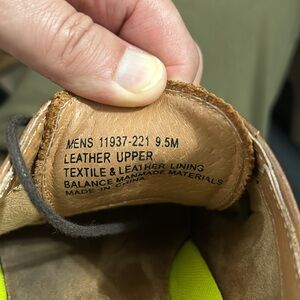 MENS 11937-221 9.5M
LEATHER UPPER
TEXTILE & LEATHER LINING
BALANCE MANMADE MATERIALS
MADE IN CHINA